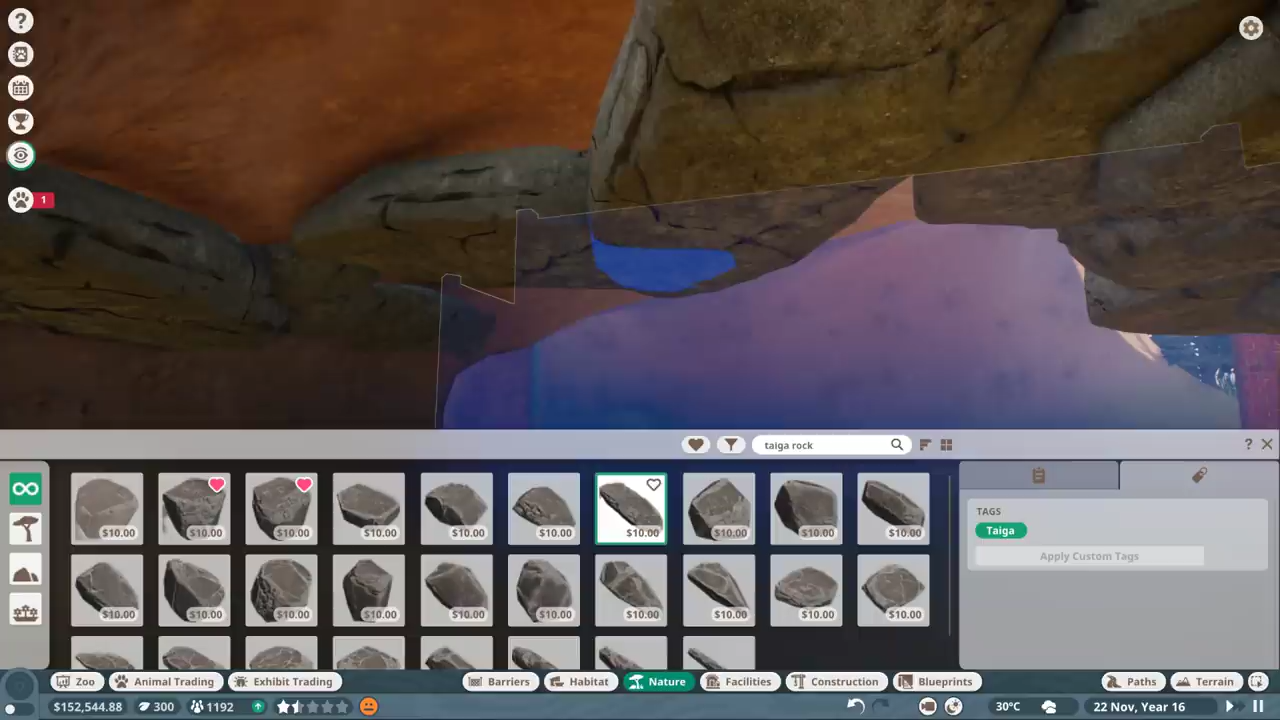 ?
1
taiga rock
?
$10.00 $10.00 $10.00 $10.00 $10.00 $10.00 $10.00 $10.00 $10.00 $10.00
TAGS
Taiga
Apply Custom Tags
$10.00 $10.00 $10.00 $10.00 $10.00 $10.00 $10.00 $10.00 $10.00 $10.00
Zoo Animal Trading Exhibit Trading Barriers Habitat Nature Facilities Construction Blueprints Paths Terrain
$152,544.88 300 1192 30°C 22 Nov, Year 16